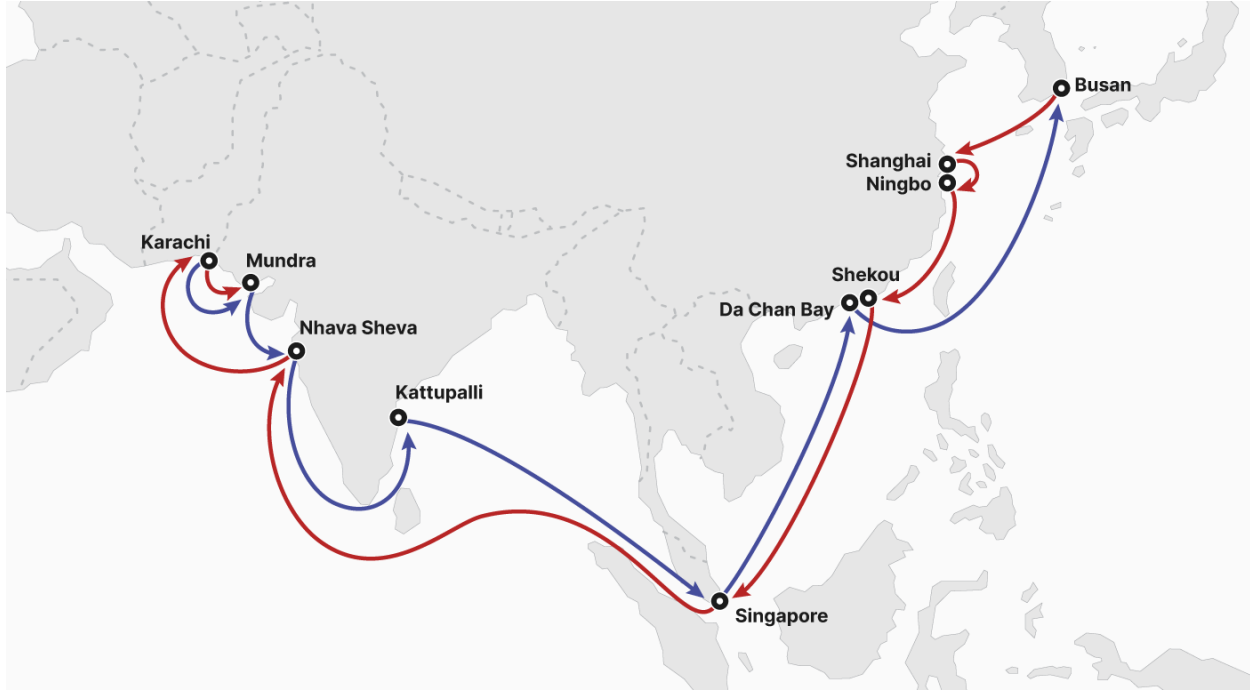 Busan
Shanghai
Ningbo
Karachi
Mundra
Shekou
Da Chan Bay
Nhava Sheva
Kattupalli
Singapore